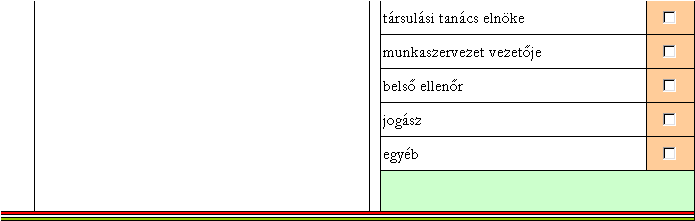 társulási tanács elnöke
munkaszervezet vezetője
belső ellenőr
jogász
egyéb